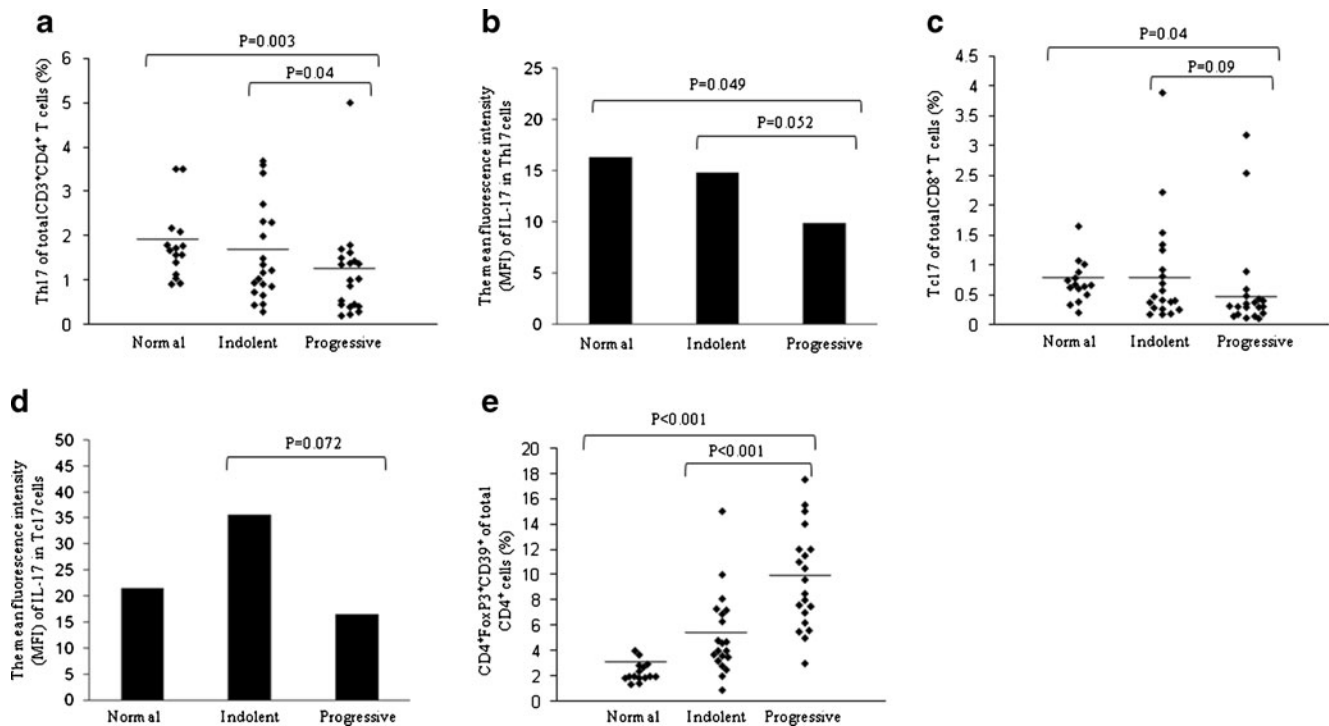 a
P=0.003
P=0.04
Th17 of totalCD3⁺CD4⁺ T cells (%)
6
5
4
3
2
1
0
Normal Indolent Progressive
b
P=0.049
P=0.052
The mean fluorescence intensity
(MFI) of IL-17 in Th17 cells
25
20
15
10
5
0
Normal Indolent Progressive
c
P=0.04
P=0.09
Tc17 of totalCD8⁺ T cells (%)
4.5
4
3.5
3
2.5
2
1.5
1
0.5
0
Normal Indolent Progressive
d
P=0.072
The mean fluorescence intensity
(MFI) of IL-17 in Tc17 cells
50
45
40
35
30
25
20
15
10
5
0
Normal Indolent Progressive
e
P<0.001
P<0.001
CD4⁺FoxP3⁺CD39⁺ of total
CD4⁺ cells (%)
20
18
16
14
12
10
8
6
4
2
0
Normal Indolent Progressive